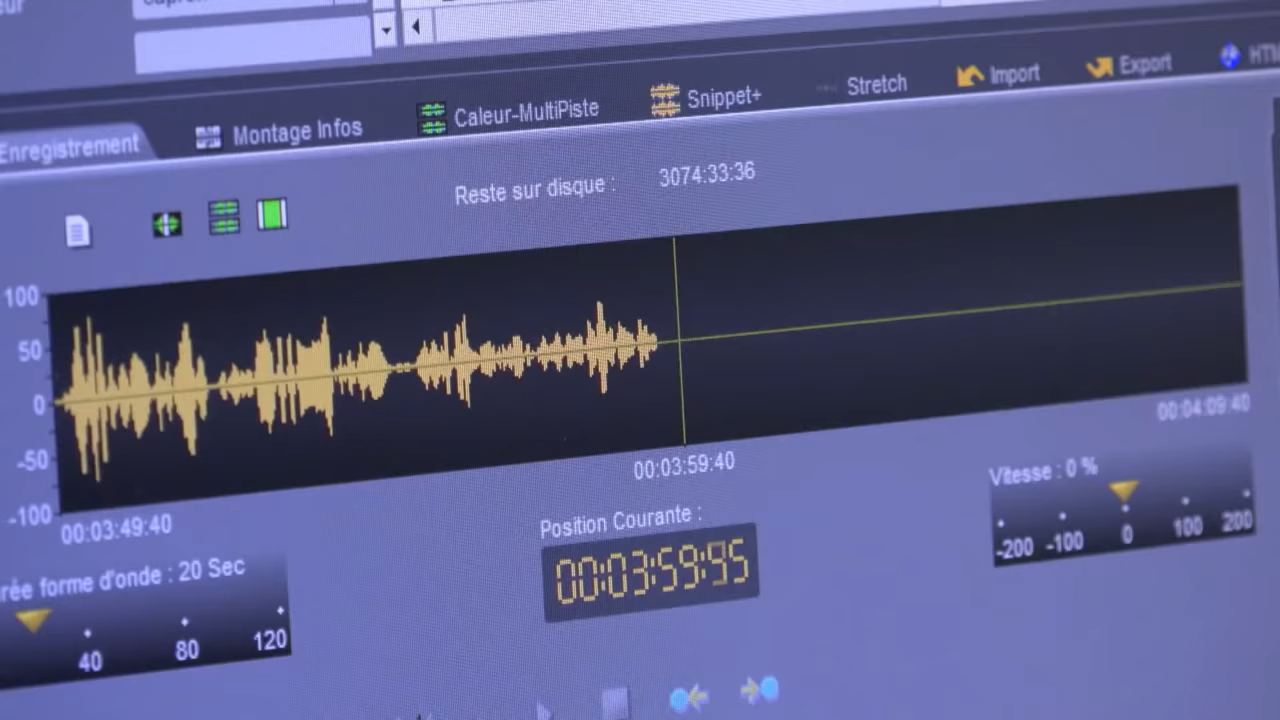 Enregistrement Montage Infos Caleur-MultiPiste Snippet+ Stretch Import Export
Reste sur disque : 3074:33:36
100
50
0
-50
-100
00:03:49:40 00:03:59:40 00:04:09:40
rée forme d'onde : 20 Sec
40 80 120
Position Courante :
00:03:59:95
Vitesse : 0 %
-200 -100 0 100 200